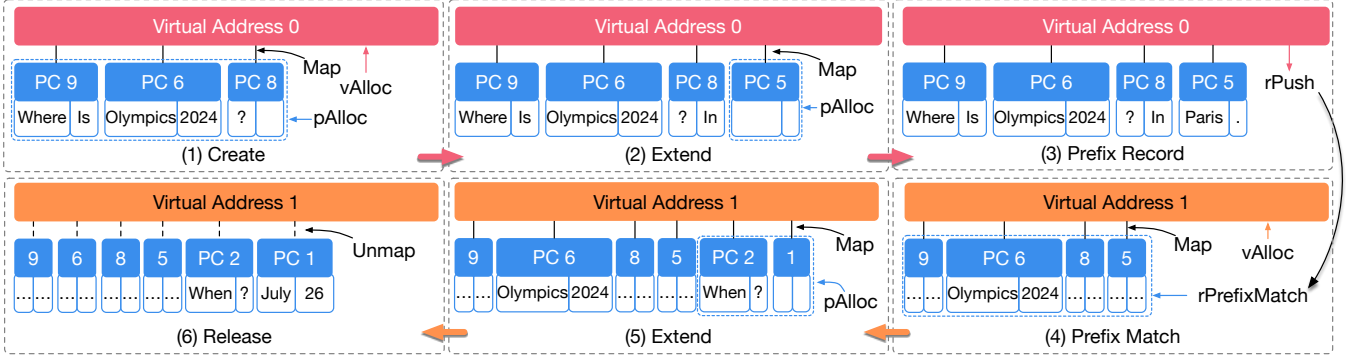 Virtual Address 0
PC 9 PC 6 PC 8
Map
vAlloc
Where Is Olympics 2024 ?
pAlloc
(1) Create
Virtual Address 0
PC 9 PC 6 PC 8 PC 5
Map
pAlloc
Where Is Olympics 2024 ? In
(2) Extend
Virtual Address 0
PC 9 PC 6 PC 8 PC 5
rPush
Where Is Olympics 2024 ? In Paris .
(3) Prefix Record
Virtual Address 1
9 6 8 5 PC 2 PC 1
Unmap
...... ...... ...... ...... When ? July 26
(6) Release
Virtual Address 1
9 PC 6 8 5 PC 2 1
Map
pAlloc
...... Olympics 2024 ...... ...... When ?
(5) Extend
Virtual Address 1
9 PC 6 8 5
Map
vAlloc
...... Olympics 2024 ...... ......
rPrefixMatch
(4) Prefix Match